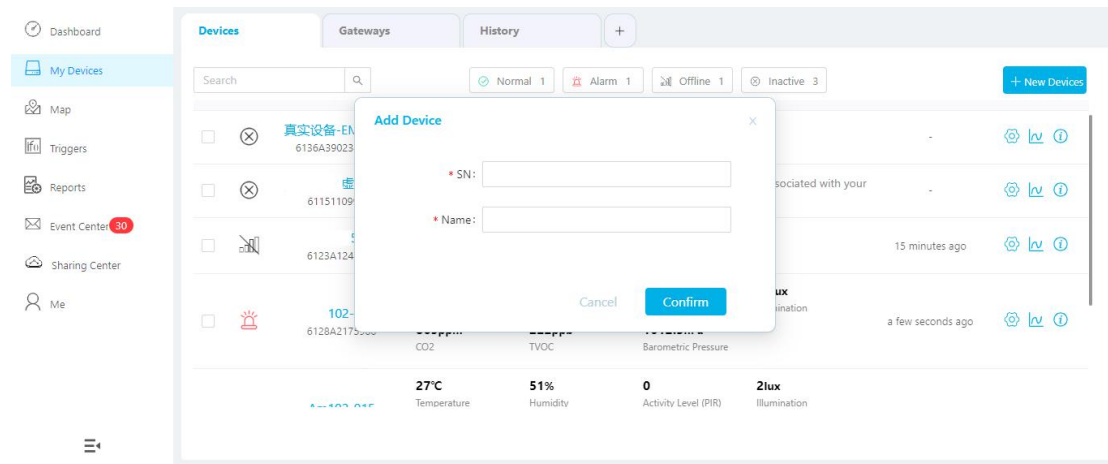 Dashboard
My Devices
Map
Triggers
Reports
Event Center 30
Sharing Center
Me
Devices
Gateways
History
+
Search
Normal 1
Alarm 1
Offline 1
Inactive 3
+ New Devices
Add Device
×
* SN:
* Name:
Cancel
Confirm
真实设备-EM
6136A39023
-
虚
61151109
sociated with your
-
6123A124
15 minutes ago
102-
6128A21
ux
a few seconds ago
CO2
TVOC
Barometric Pressure
27℃
51%
0
2lux
Temperature
Humidity
Activity Level (PIR)
Illumination